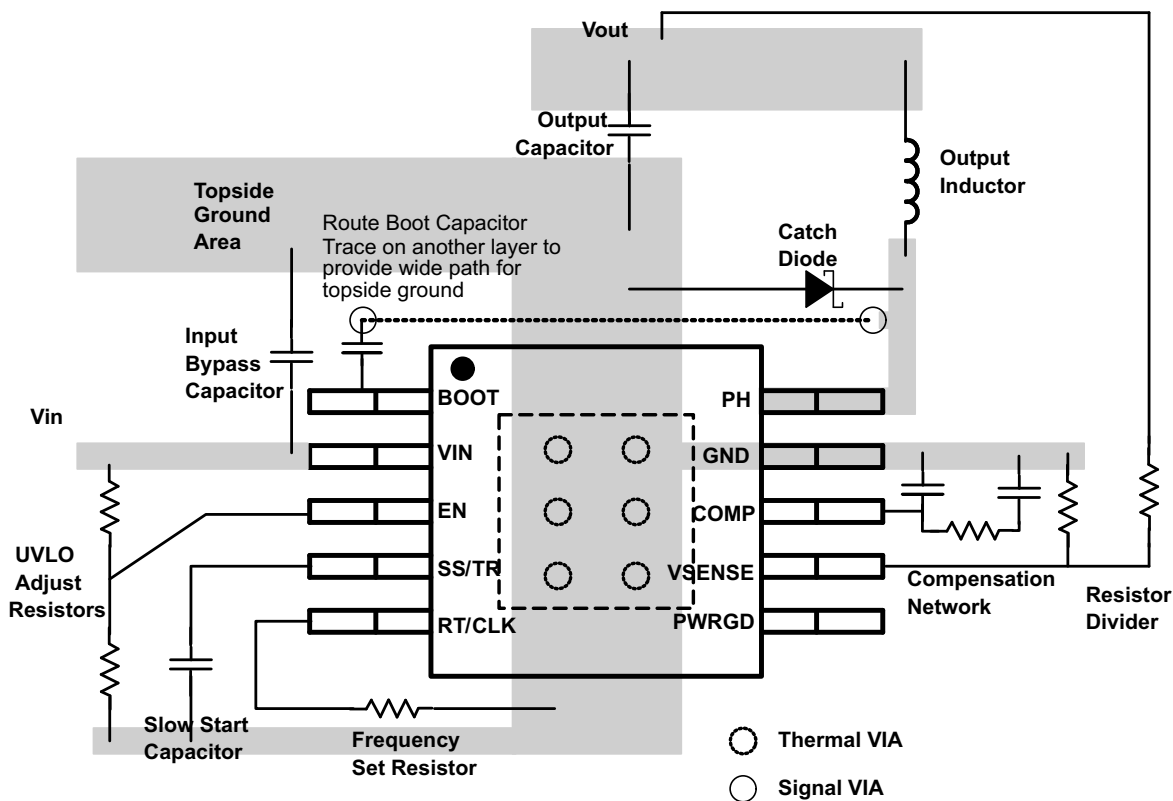 Vout
Output
Capacitor
Output
Inductor
Topside
Ground
Area
Route Boot Capacitor
Trace on another layer to
provide wide path for
topside ground
Catch
Diode
Input
Bypass
Capacitor
Vin
BOOT
VIN
EN
SS/TR
RT/CLK
PH
GND
COMP
VSENSE
PWRGD
UVLO
Adjust
Resistors
Compensation
Network
Resistor
Divider
Slow Start
Capacitor
Frequency
Set Resistor
Thermal VIA
Signal VIA